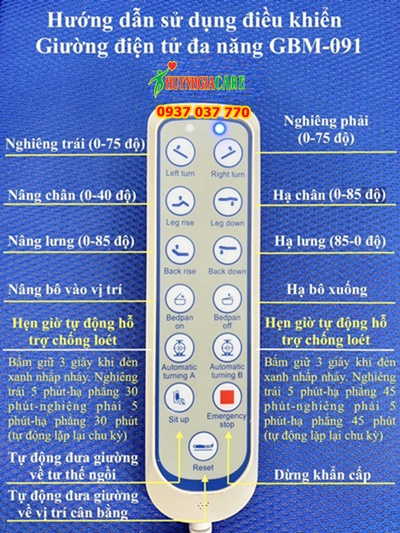 Hướng dẫn sử dụng điều khiển
Giường điện tử đa năng GBM-091
HUYNGIACARE
0937 037 770
Nghiêng trái (0-75 độ)
Nghiêng phải
(0-75 độ)
Left turn
Right turn
Nâng chân (0-40 độ)
Hạ chân (0-85 độ)
Leg rise
Leg down
Nâng lưng (0-85 độ)
Hạ lưng (85-0 độ)
Back rise
Back down
Nâng bô vào vị trí
Hạ bô xuống
Bedpan
on
Bedpan
off
Hẹn giờ tự động hỗ
trợ chống loét
Hẹn giờ tự động hỗ
trợ chống loét
Automatic
turning A
Automatic
turning B
Bấm giữ 3 giây khi đèn
xanh nhấp nháy. Nghiêng
trái 5 phút-hạ phẳng 30
phút-nghiêng phải 5
phút-hạ phẳng 30 phút
(tự động lặp lại chu kỳ)
Bấm giữ 3 giây khi đèn
xanh nhấp nháy. Nghiêng
trái 5 phút-hạ phẳng 45
phút-nghiêng phải 5
phút-hạ phẳng 45 phút
(tự động lặp lại chu kỳ)
Sit up
Emergency
stop
Tự động đưa giường
về tư thế ngồi
Dừng khẩn cấp
Reset
Tự động đưa giường
về vị trí cân bằng